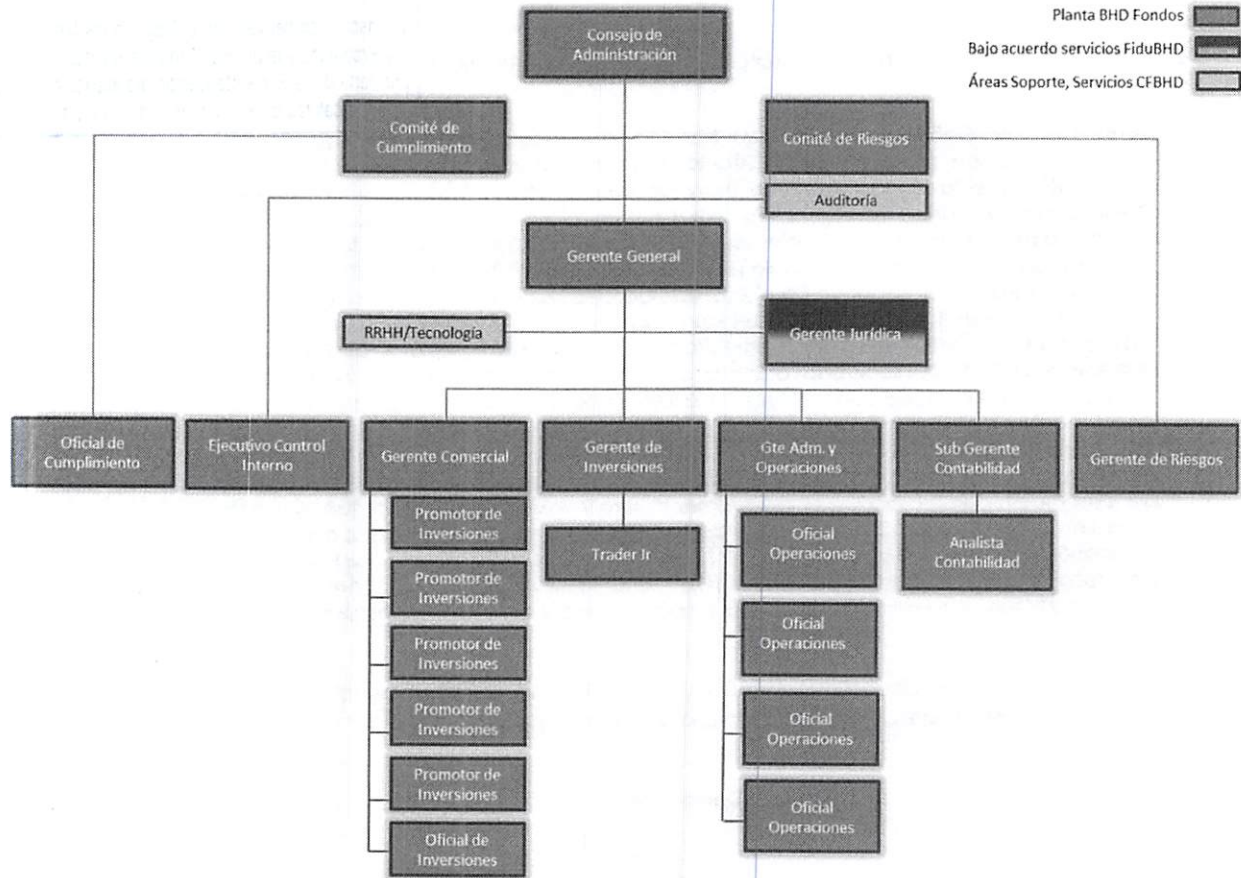 Planta BHD Fondos
Bajo acuerdo servicios FiduBHD
Áreas Soporte, Servicios CFBHD
Consejo de
Administración
Comité de
Cumplimiento
Comité de Riesgos
Auditoría
Gerente General
RRHH/Tecnología
Gerente Jurídica
Oficial de
Cumplimiento
Ejecutivo Control
Interno
Gerente Comercial
Gerente de
Inversiones
Gte Adm. y
Operaciones
Sub Gerente
Contabilidad
Gerente de Riesgos
Promotor de
Inversiones
Promotor de
Inversiones
Promotor de
Inversiones
Promotor de
Inversiones
Promotor de
Inversiones
Oficial de
Inversiones
Trader Jr
Oficial
Operaciones
Oficial
Operaciones
Oficial
Operaciones
Oficial
Operaciones
Analista
Contabilidad